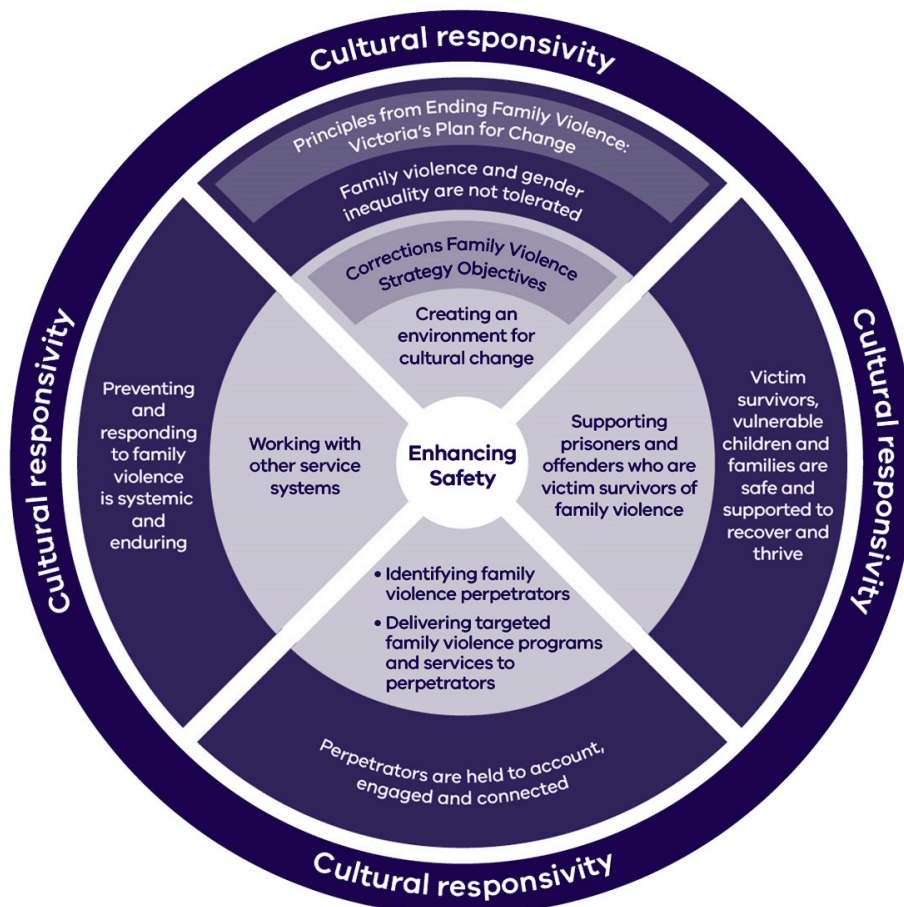 Cultural responsivity
Principles from Ending Family Violence:
Victoria's Plan for Change
Family violence and gender
inequality are not tolerated
Corrections Family Violence
Strategy Objectives
Creating an
environment for
cultural change
Cultural responsivity
Preventing
and
responding
to family
violence
is systemic
and
enduring
Working with
other service
systems
Enhancing
Safety
Supporting
prisoners and
offenders who are
victim survivors of
family violence
Victim
survivors,
vulnerable
children and
families are
safe and
supported to
recover and
thrive
Cultural responsivity
• Identifying family
violence perpetrators
• Delivering targeted
family violence programs
and services to
perpetrators
Perpetrators are held to account,
engaged and connected
Cultural responsivity